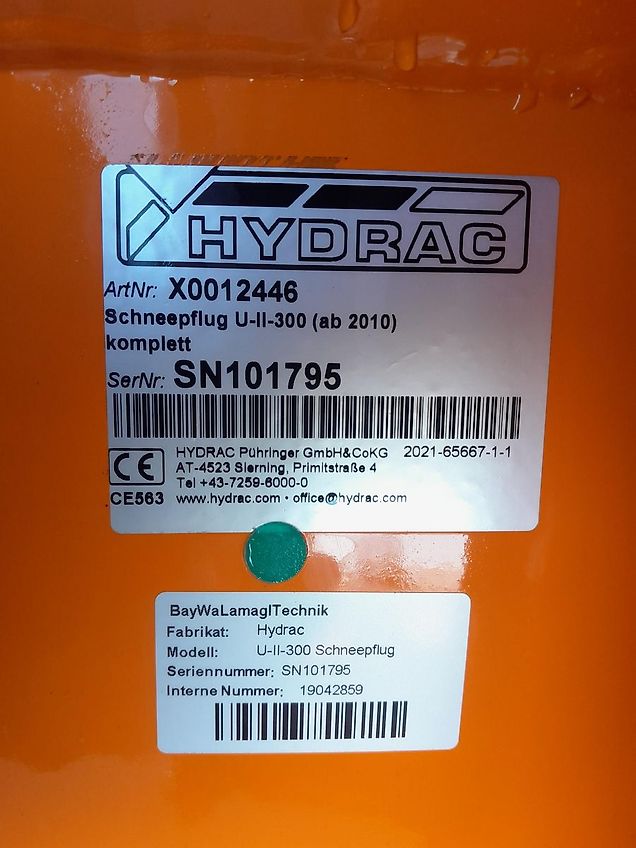 HYDRAC
ArtNr: X0012446
Schneepflug U-II-300 (ab 2010)
komplett
SerNr: SN101795
CE HYDRAC Pühringer GmbH&CoKG 2021-65667-1-1
AT-4523 Sierning, Primitstraße 4
Tel +43-7259-6000-0
CE563 www.hydrac.com • office@hydrac.com
BayWaLamaglTechnik
Fabrikat: Hydrac
Modell: U-II-300 Schneepflug
Seriennummer: SN101795
Interne Nummer: 19042859